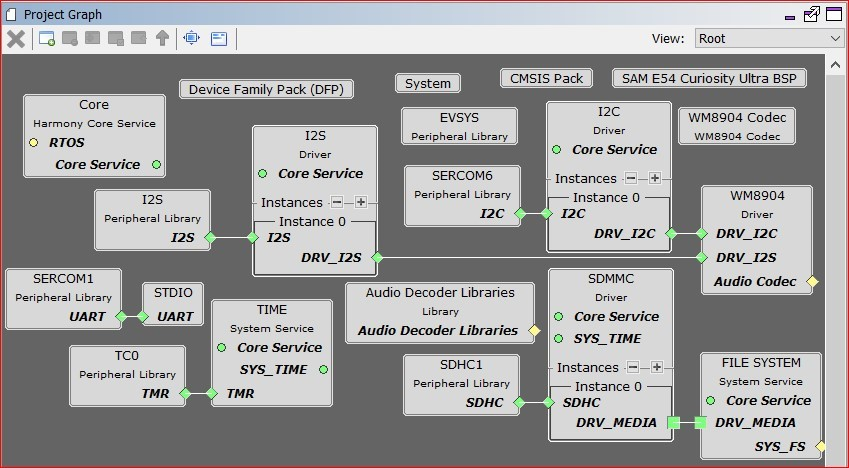 Project Graph
View:
Root
Device Family Pack (DFP)
System
CMSIS Pack
SAM E54 Curiosity Ultra BSP
Core
Harmony Core Service
RTOS
Core Service
I2S
Driver
Core Service
Instances
Instance 0
I2S
DRV_I2S
EVSYS
Peripheral Library
I2C
Driver
Core Service
Instances
Instance 0
I2C
DRV_I2C
WM8904 Codec
WM8904 Codec
I2S
Peripheral Library
I2S
SERCOM6
Peripheral Library
I2C
WM8904
Driver
DRV_I2C
DRV_I2S
Audio Codec
SERCOM1
Peripheral Library
UART
STDIO
UART
TIME
System Service
Core Service
SYS_TIME
TMR
Audio Decoder Libraries
Library
Audio Decoder Libraries
SDMMC
Driver
Core Service
SYS_TIME
Instances
Instance 0
SDHC
DRV_MEDIA
TC0
Peripheral Library
TMR
SDHC1
Peripheral Library
SDHC
FILE SYSTEM
System Service
Core Service
DRV_MEDIA
SYS_FS